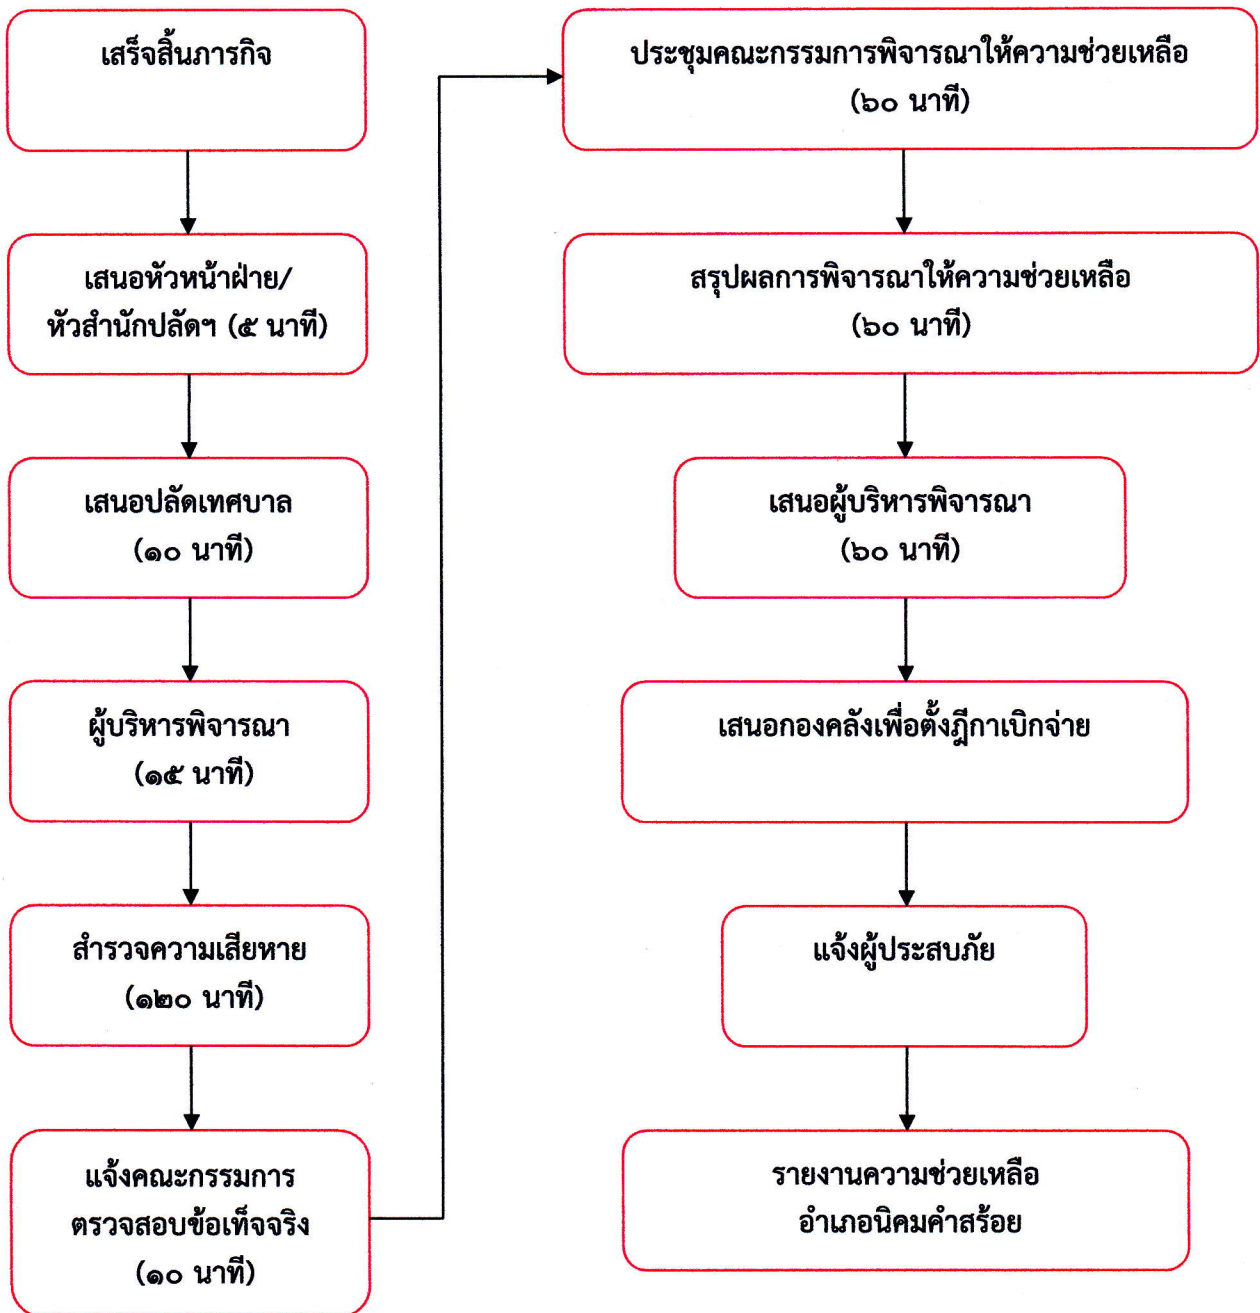 เสร็จสิ้นภารกิจ
เสนอหัวหน้าฝ่าย/
หัวสำนักปลัดฯ (๕ นาที)
เสนอปลัดเทศบาล
(๑๐ นาที)
ผู้บริหารพิจารณา
(๑๕ นาที)
สำรวจความเสียหาย
(๑๒๐ นาที)
แจ้งคณะกรรมการ
ตรวจสอบข้อเท็จจริง
(๑๐ นาที)
ประชุมคณะกรรมการพิจารณาให้ความช่วยเหลือ
(๖๐ นาที)
สรุปผลการพิจารณาให้ความช่วยเหลือ
(๖๐ นาที)
เสนอผู้บริหารพิจารณา
(๖๐ นาที)
เสนอกองคลังเพื่อตั้งฎีกาเบิกจ่าย
แจ้งผู้ประสบภัย
รายงานความช่วยเหลือ
อำเภอนิคมคำสร้อย